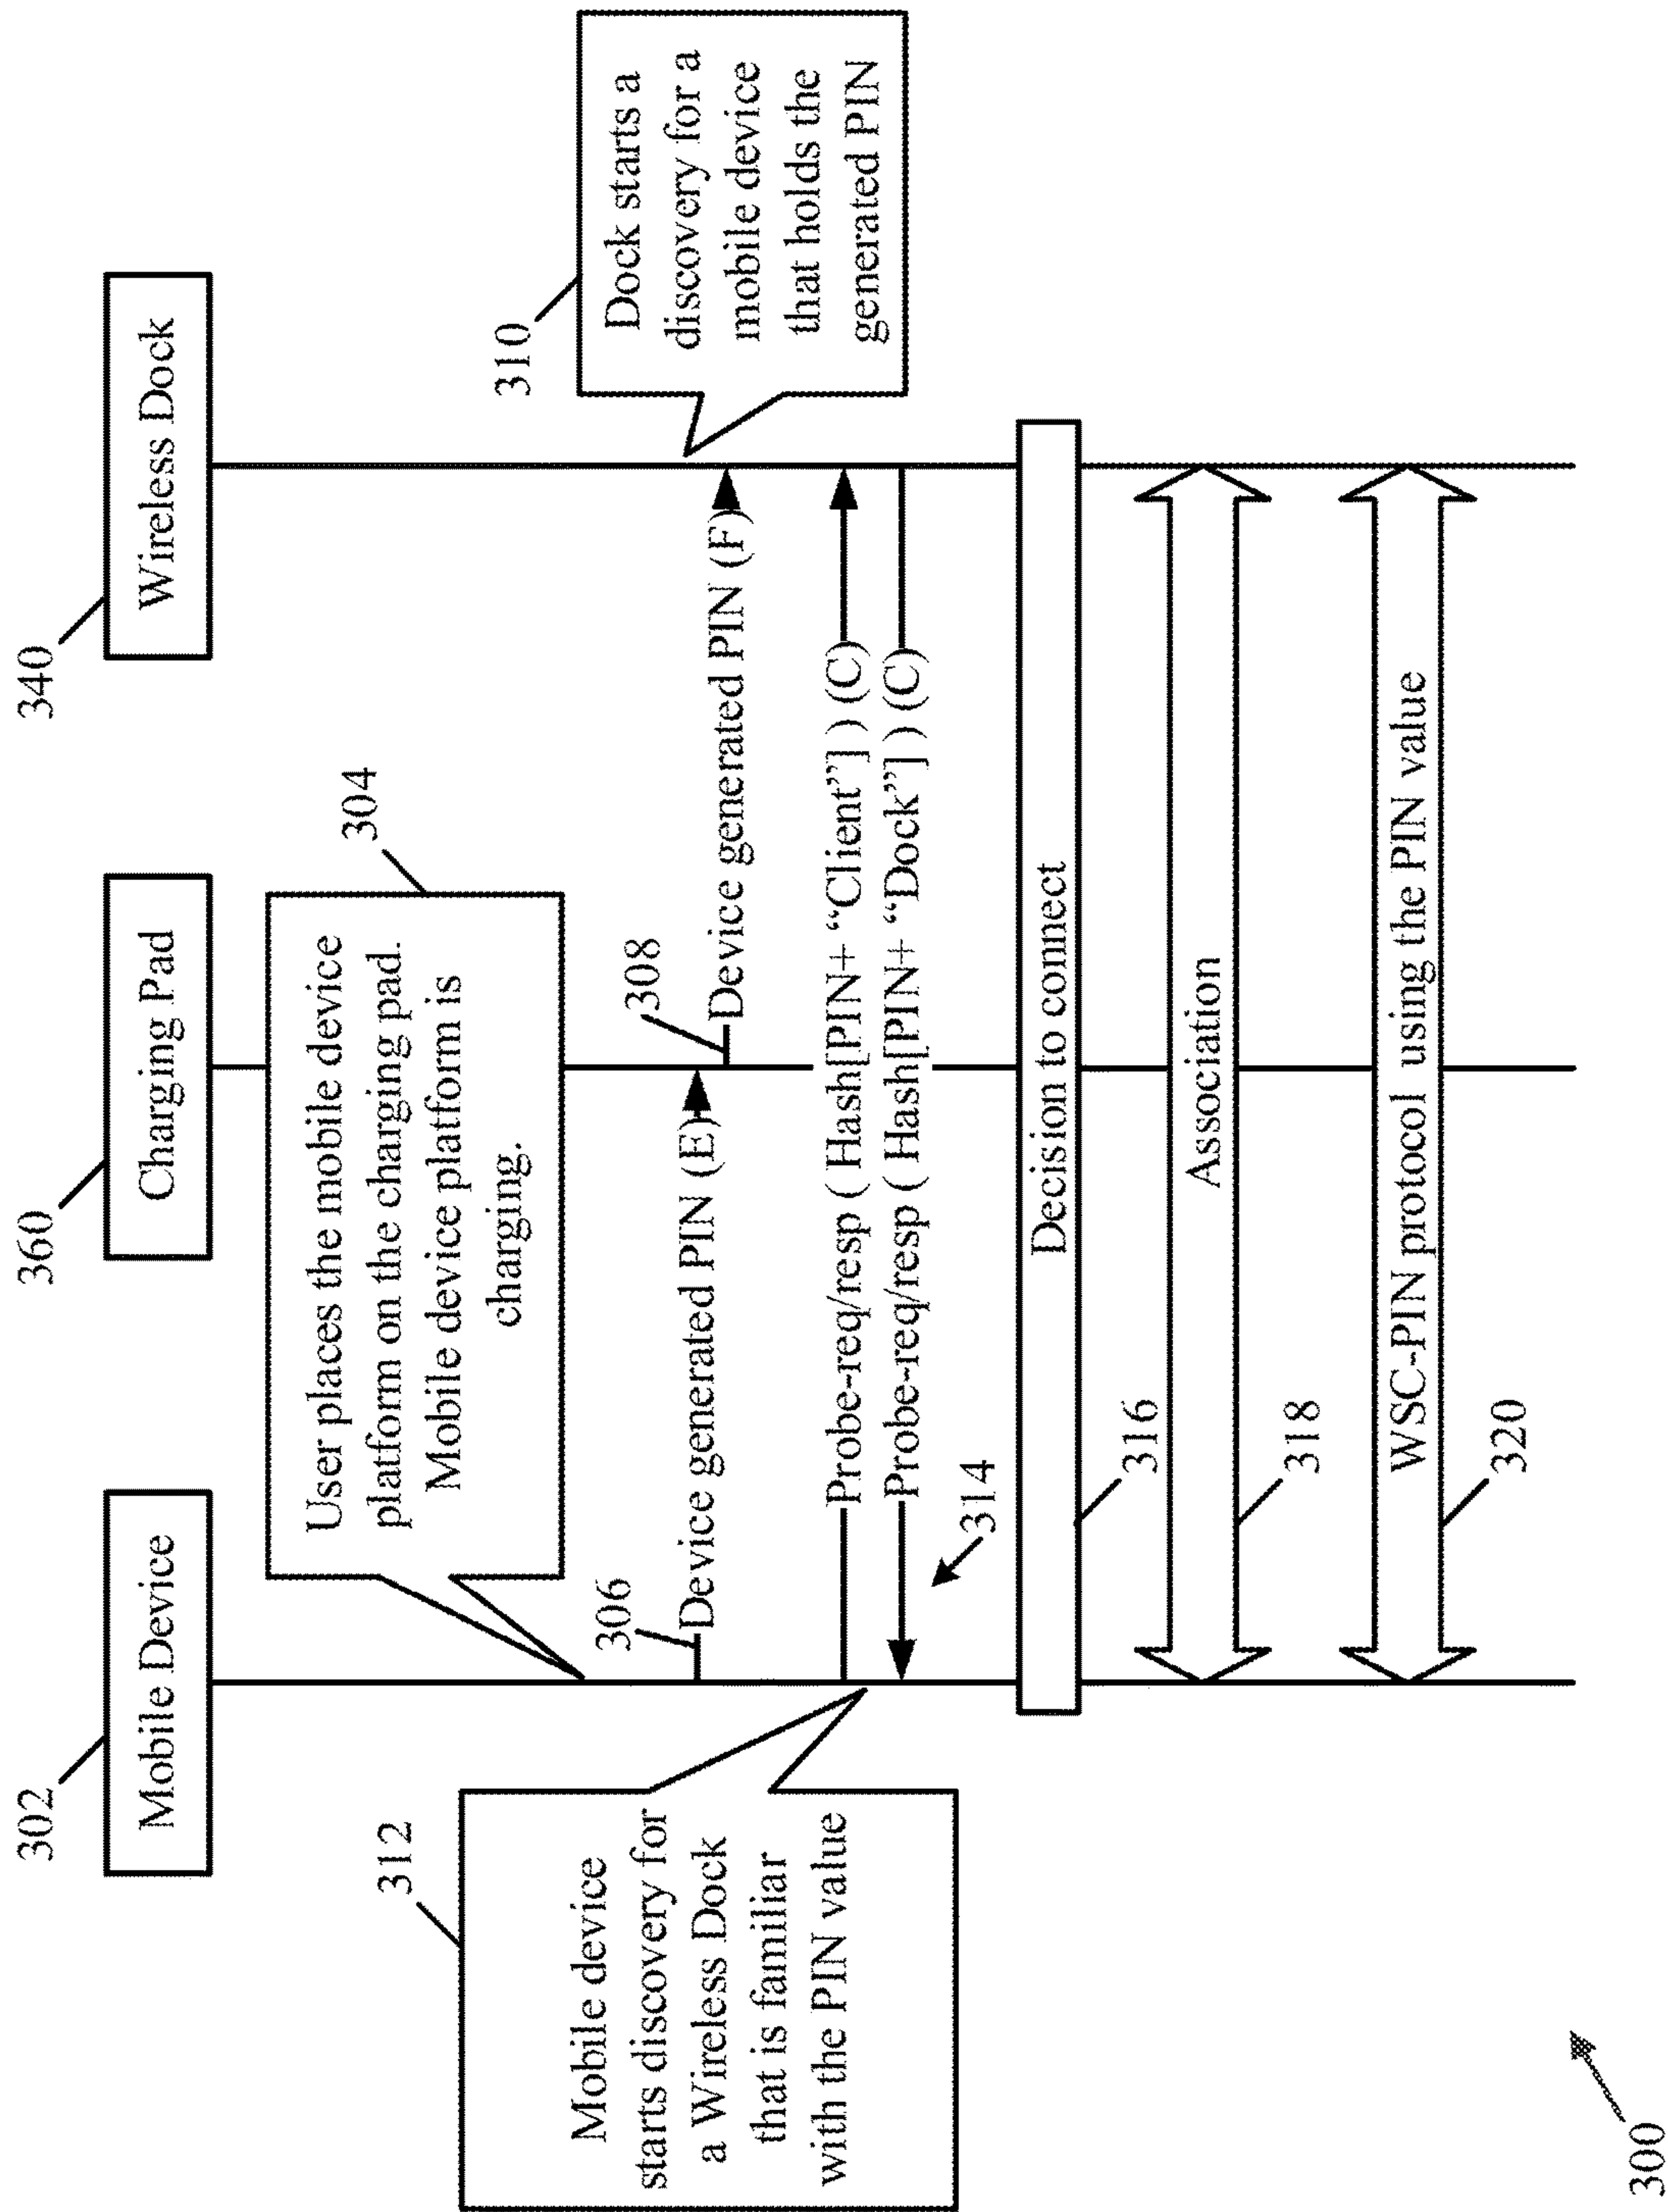 302
Mobile Device
360
Charging Pad
340
Wireless Dock
304
User places the mobile device
platform on the charging pad.
Mobile device platform is
charging.
306
Device generated PIN (E)
308
Device generated PIN (F)
310
Dock starts a
discovery for a
mobile device
that holds the
generated PIN
312
Mobile device
starts discovery for
a Wireless Dock
that is familiar
with the PIN value
Probe-req/resp ( Hash[PIN+ “Client”] ) (C)
Probe-req/resp ( Hash[PIN+ “Dock”] ) (C)
314
Decision to connect
316
Association
318
WSC-PIN protocol using the PIN value
320
300